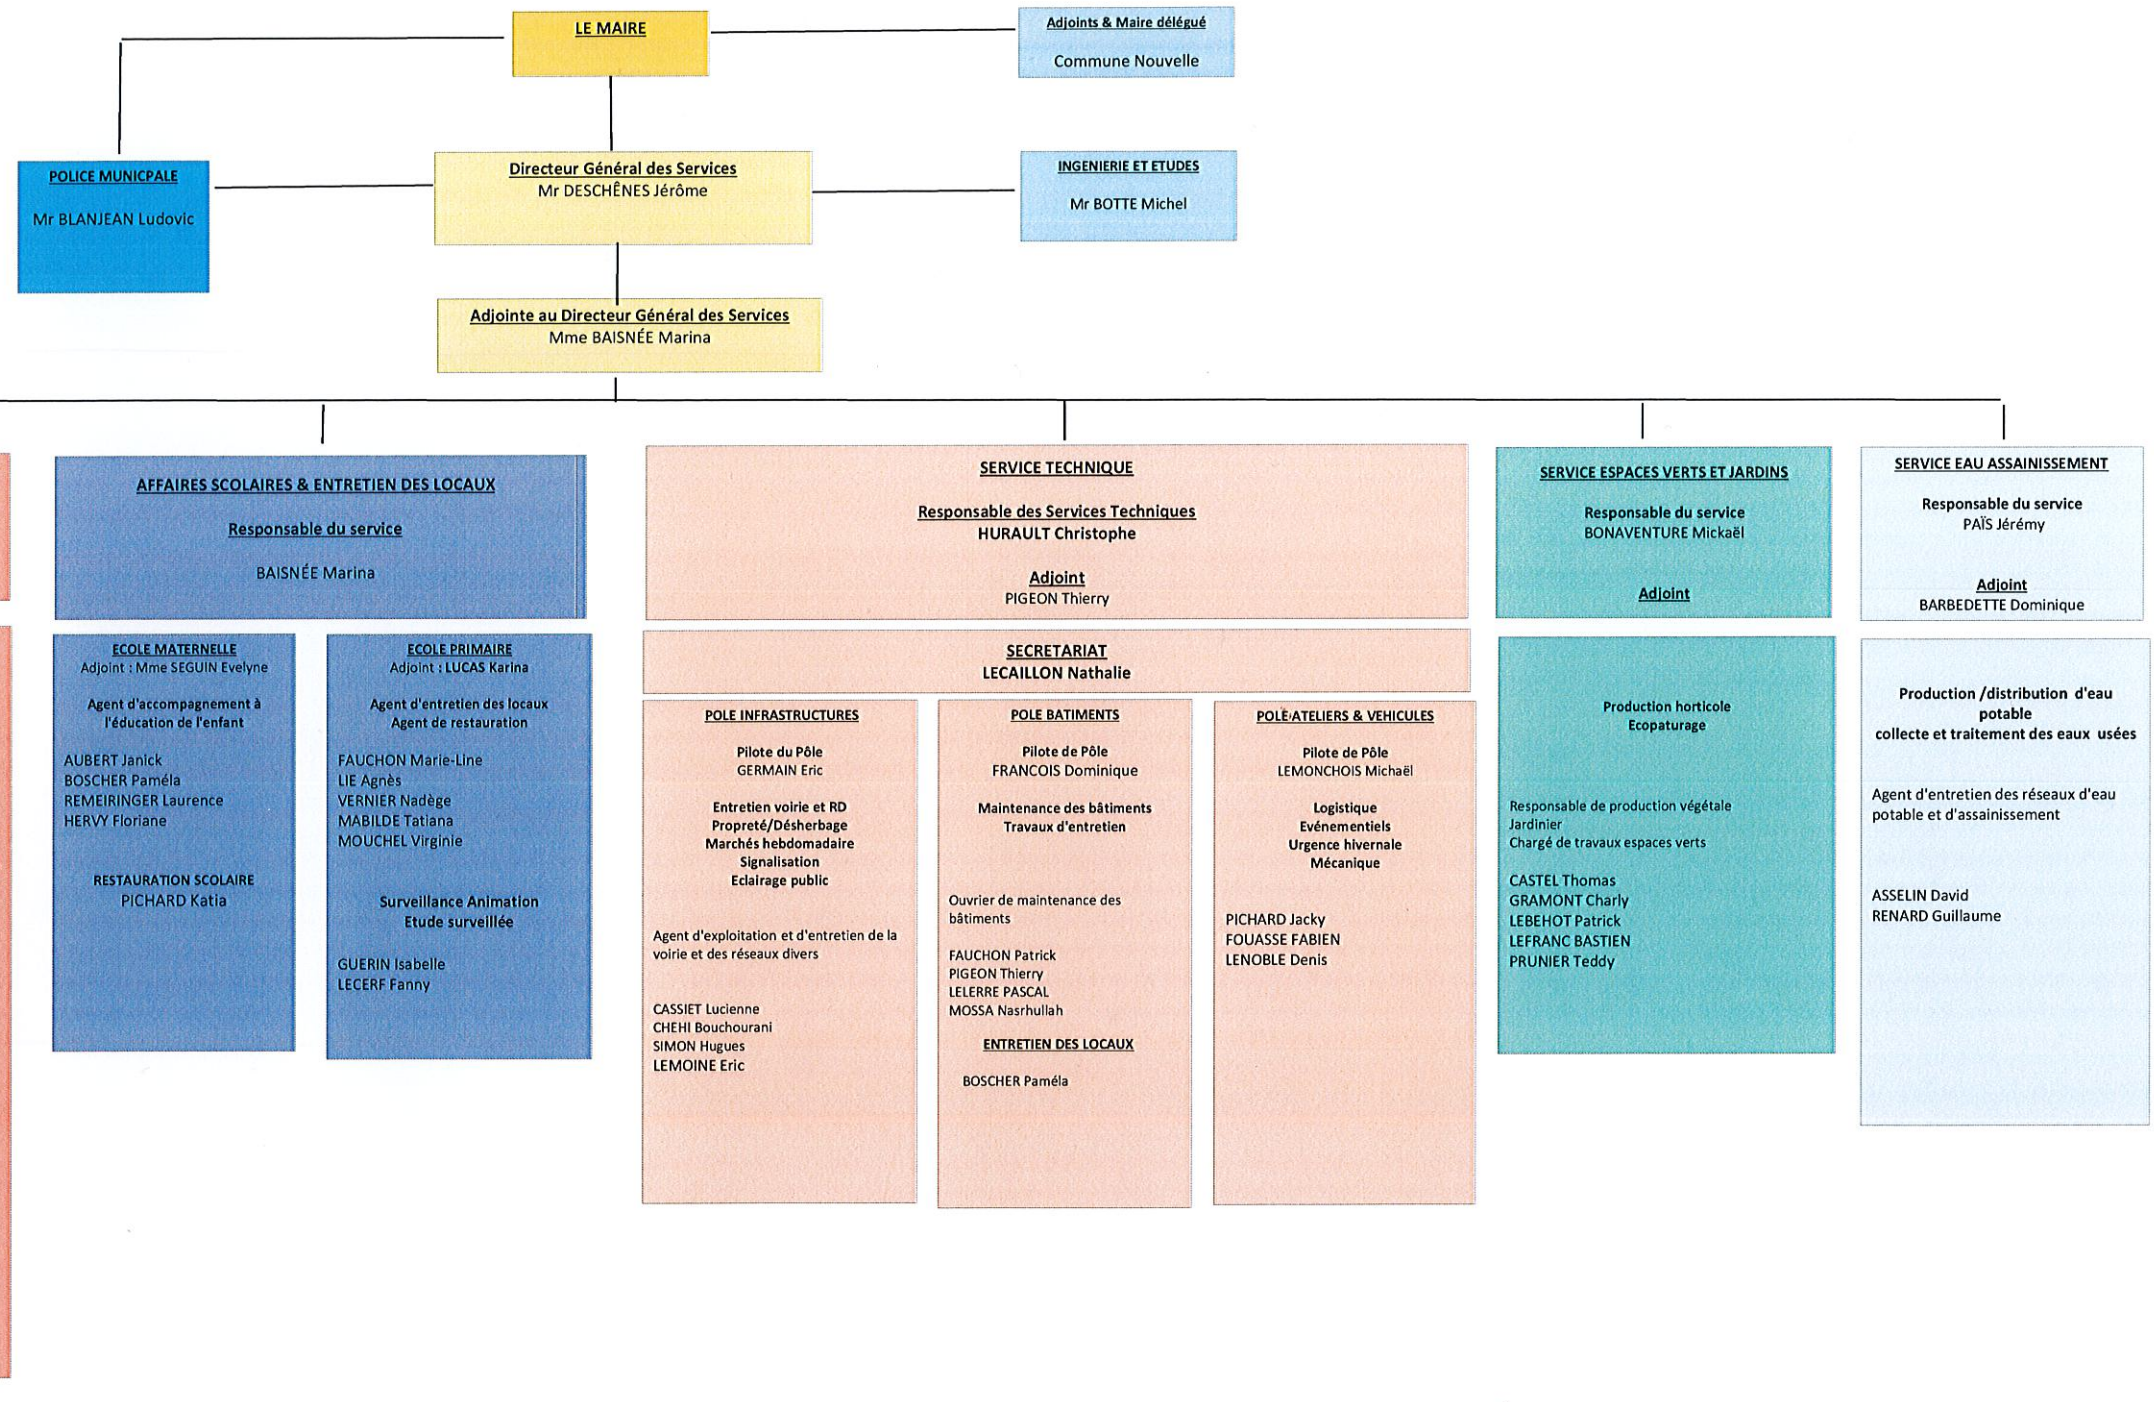 LE MAIRE
Adjoints & Maire délégué
Commune Nouvelle
POLICE MUNICPALE
Mr BLANJEAN Ludovic
Directeur Général des Services
Mr DESCHÊNES Jérôme
INGENIERIE ET ETUDES
Mr BOTTE Michel
Adjointe au Directeur Général des Services
Mme BAISNÉE Marina
AFFAIRES SCOLAIRES & ENTRETIEN DES LOCAUX
Responsable du service
BAISNÉE Marina
ECOLE MATERNELLE
Adjoint : Mme SEGUIN Evelyne
Agent d'accompagnement à
l'éducation de l'enfant
AUBERT Janick
BOSCHER Paméla
REMEIRINGER Laurence
HERVY Floriane
RESTAURATION SCOLAIRE
PICHARD Katia
ECOLE PRIMAIRE
Adjoint : LUCAS Karina
Agent d'entretien des locaux
Agent de restauration
FAUCHON Marie-Line
LIE Agnès
VERNIER Nadège
MABILDE Tatiana
MOUCHEL Virginie
Surveillance Animation
Etude surveillée
GUERIN Isabelle
LECERF Fanny
SERVICE TECHNIQUE
Responsable des Services Techniques
HURAULT Christophe
Adjoint
PIGEON Thierry
SECRETARIAT
LECAILLON Nathalie
POLE INFRASTRUCTURES
Pilote du Pôle
GERMAIN Eric
Entretien voirie et RD
Propreté/Désherbage
Marchés hebdomadaire
Signalisation
Eclairage public
Agent d'exploitation et d'entretien de la
voirie et des réseaux divers
CASSIET Lucienne
CHEHI Bouchourani
SIMON Hugues
LEMOINE Eric
POLE BATIMENTS
Pilote de Pôle
FRANCOIS Dominique
Maintenance des bâtiments
Travaux d'entretien
Ouvrier de maintenance des
bâtiments
FAUCHON Patrick
PIGEON Thierry
LELERRE PASCAL
MOSSA Nasrhullah
ENTRETIEN DES LOCAUX
BOSCHER Paméla
POLE ATELIERS & VEHICULES
Pilote de Pôle
LEMONCHOIS Michaël
Logistique
Evénementiels
Urgence hivernale
Mécanique
PICHARD Jacky
FOUASSE FABIEN
LENOBLE Denis
SERVICE ESPACES VERTS ET JARDINS
Responsable du service
BONAVENTURE Mickaël
Adjoint
Production horticole
Ecopaturage
Responsable de production végétale
Jardinier
Chargé de travaux espaces verts
CASTEL Thomas
GRAMONT Charly
LEBEHOT Patrick
LEFRANC BASTIEN
PRUNIER Teddy
SERVICE EAU ASSAINISSEMENT
Responsable du service
PAÏS Jérémy
Adjoint
BARBEDETTE Dominique
Production /distribution d'eau
potable
collecte et traitement des eaux usées
Agent d'entretien des réseaux d'eau
potable et d'assainissement
ASSELIN David
RENARD Guillaume